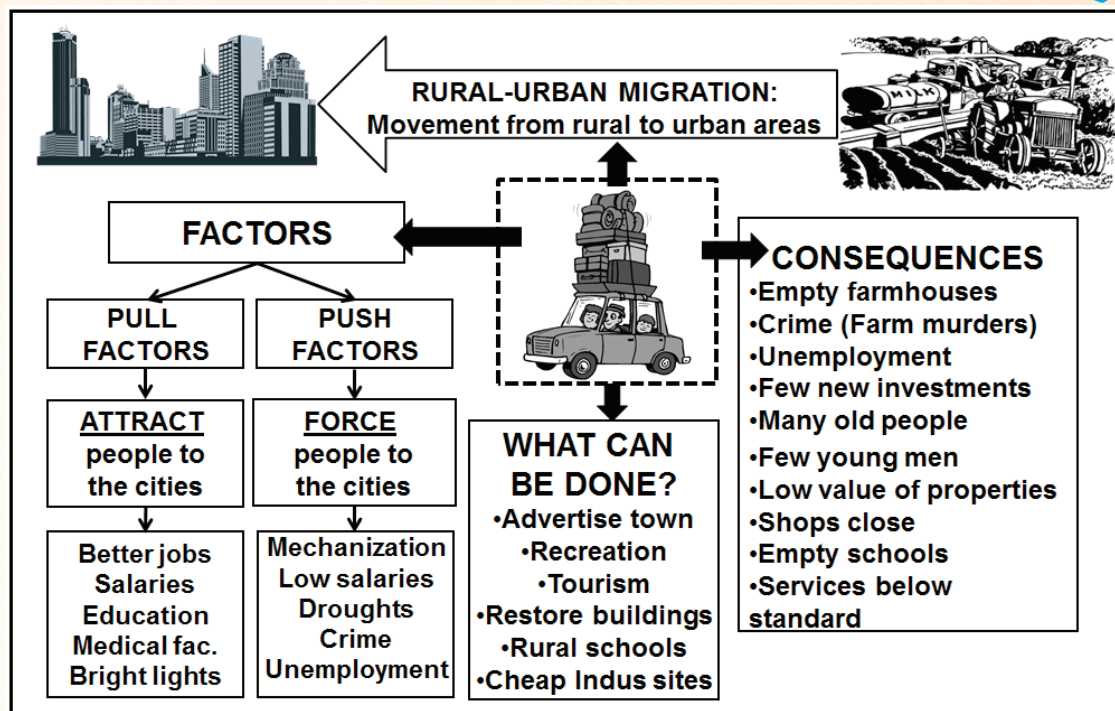 RURAL-URBAN MIGRATION:
Movement from rural to urban areas
MILK
FACTORS
PULL
FACTORS
PUSH
FACTORS
ATTRACT
people to
the cities
FORCE
people to
the cities
Better jobs
Salaries
Education
Medical fac.
Bright lights
Mechanization
Low salaries
Droughts
Crime
Unemployment
WHAT CAN
BE DONE?
•Advertise town
•Recreation
•Tourism
•Restore buildings
•Rural schools
•Cheap Indus sites
CONSEQUENCES
•Empty farmhouses
•Crime (Farm murders)
•Unemployment
•Few new investments
•Many old people
•Few young men
•Low value of properties
•Shops close
•Empty schools
•Services below
standard